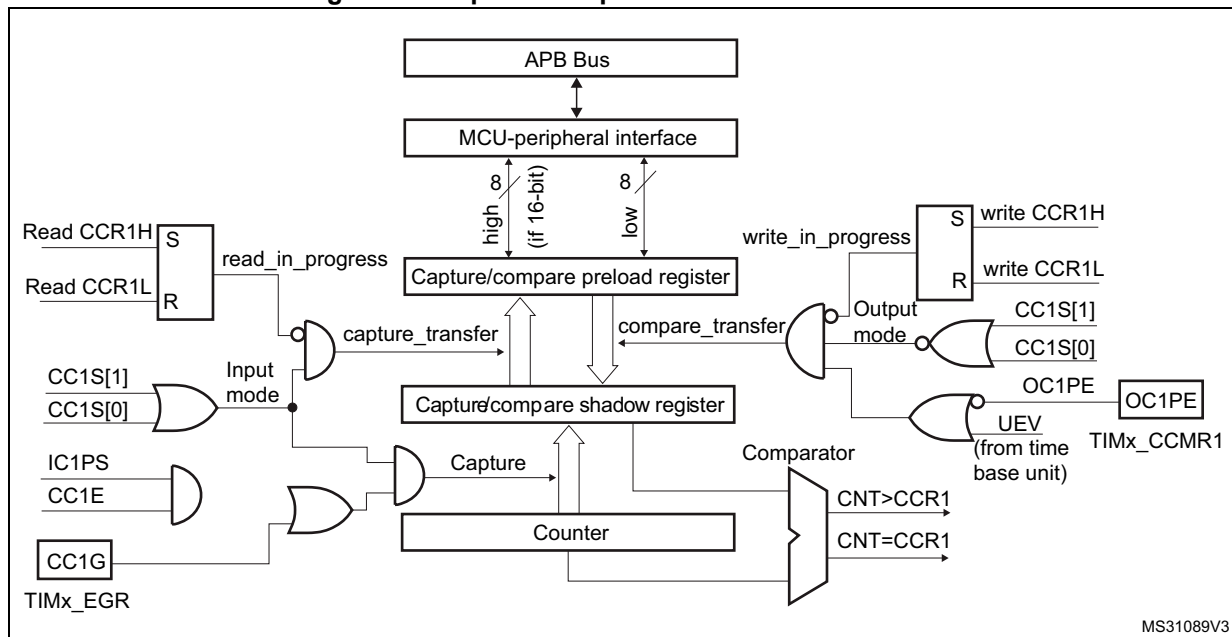 APB Bus
MCU-peripheral interface
8
high
(if 16-bit)
8
low
Read CCR1H
S
read_in_progress
Read CCR1L
R
write_in_progress
S
write CCR1H
R
write CCR1L
Capture/compare preload register
capture_transfer
compare_transfer
Output
mode
CC1S[1]
CC1S[0]
CC1S[1]
CC1S[0]
Input
mode
Capture/compare shadow register
OC1PE
OC1PE
UEV
(from time
base unit)
TIMx_CCMR1
IC1PS
CC1E
Capture
Comparator
CNT>CCR1
CNT=CCR1
Counter
CC1G
TIMx_EGR
MS31089V3